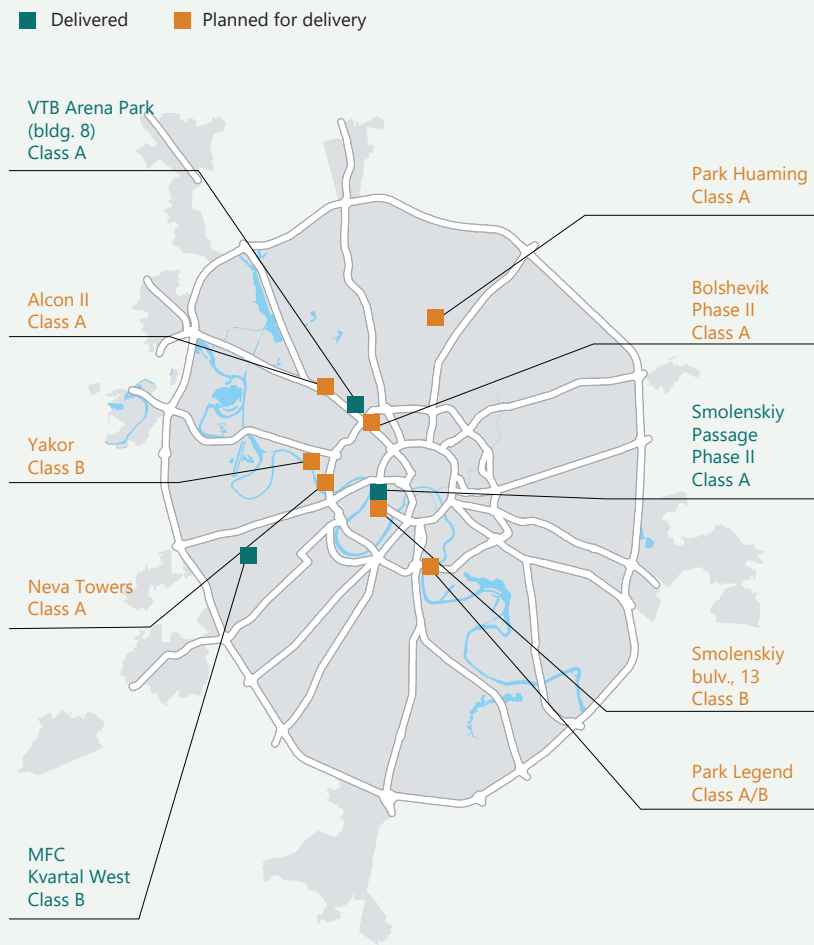 Delivered
Planned for delivery
VTB Arena Park
(bldg. 8)
Class A
Park Huaming
Class A
Alcon II
Class A
Bolshevik
Phase II
Class A
Smolenskiy
Passage
Phase II
Class A
Yakor
Class B
Neva Towers
Class A
Smolenskiy
bulv., 13
Class B
Park Legend
Class A/B
MFC
Kvartal West
Class B